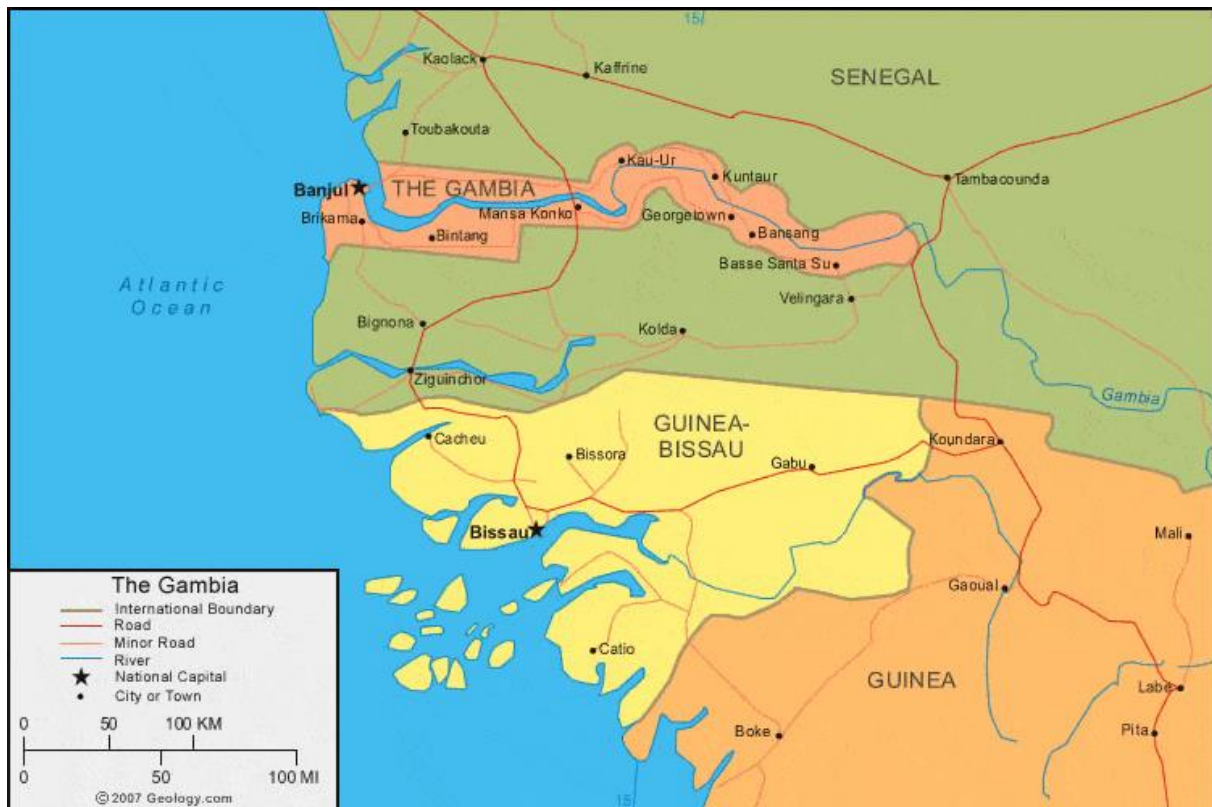 15
Kaolack
Kaffrine
SENEGAL
Toubakouta
Kau-Ur
Banjul
THE GAMBIA
Kuntaur
Tambacounda
Brikama
Mansa Konko
Georgetown
Bintang
Bansang
Basse Santa Su
Atlantic
Ocean
Velingara
Bignona
Kolda
Ziguinchor
Gambia
GUINEA-
BISSAU
Cacheu
Koundara
Bissora
Gabu
Bissau
Mali
Gaoual
The Gambia
International Boundary
Road
Minor Road
River
National Capital
City or Town
0 50 100 KM
0 50 100 MI
©2007 Geology.com
Catio
GUINEA
Labe
Boke
Pita
15